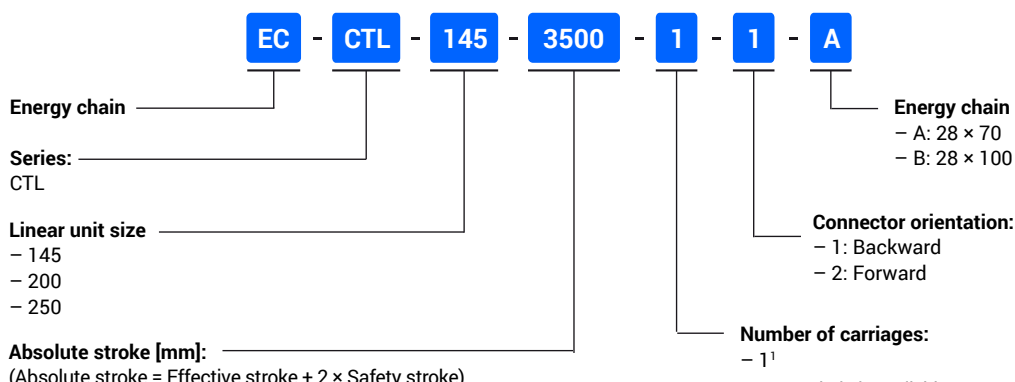 EC - CTL - 145 - 3500 - 1 - 1 - A
Energy chain
Series:
CTL
Linear unit size
– 145
– 200
– 250
Absolute stroke [mm]:
(Absolute stroke = Effective stroke + 2 × Safety stroke)
Energy chain
– A: 28 × 70
– B: 28 × 100
Connector orientation:
– 1: Backward
– 2: Forward
Number of carriages:
– 1¹